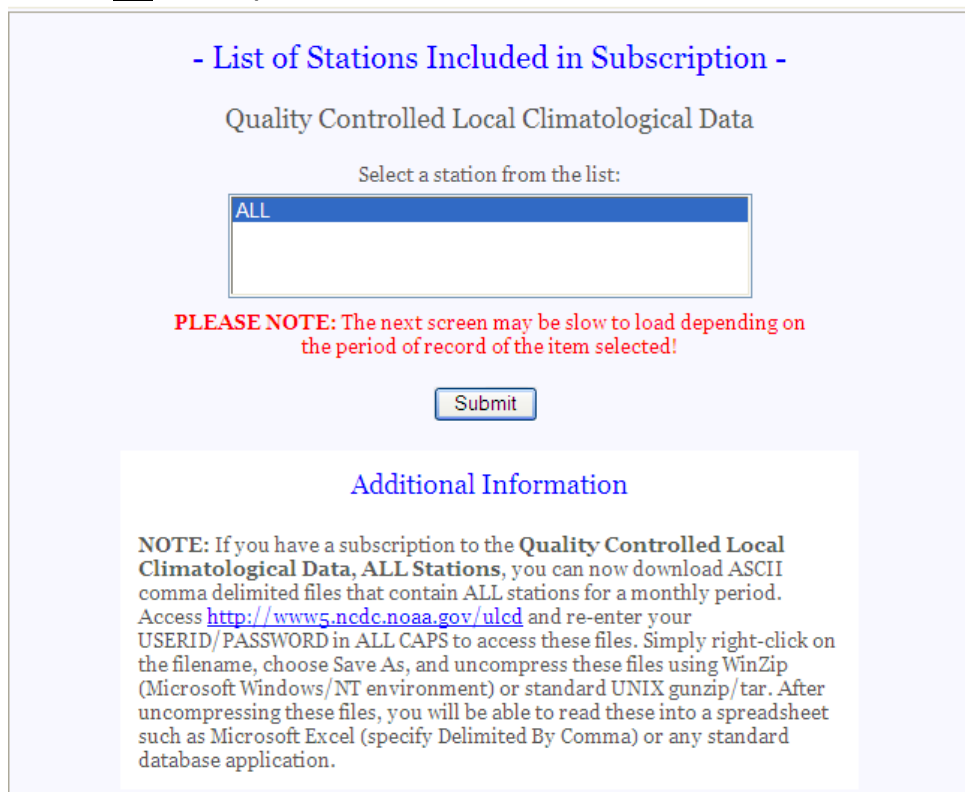 - List of Stations Included in Subscription -
Quality Controlled Local Climatological Data
Select a station from the list:
ALL
PLEASE NOTE: The next screen may be slow to load depending on
the period of record of the item selected!
Submit
Additional Information
NOTE: If you have a subscription to the Quality Controlled Local
Climatological Data, ALL Stations, you can now download ASCII
comma delimited files that contain ALL stations for a monthly period.
Access http://www5.ncdc.noaa.gov/ulcd and re-enter your
USERID/PASSWORD in ALL CAPS to access these files. Simply right-click on
the filename, choose Save As, and uncompress these files using WinZip
(Microsoft Windows/NT environment) or standard UNIX gunzip/tar. After
uncompressing these files, you will be able to read these into a spreadsheet
such as Microsoft Excel (specify Delimited By Comma) or any standard
database application.